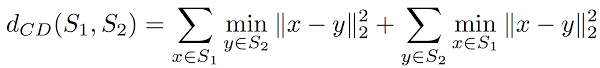 $d_{CD}(S_1, S_2) = \sum_{x \in S_1} \min_{y \in S_2} \|x - y\|_2^2 + \sum_{y \in S_2} \min_{x \in S_1} \|x - y\|_2^2$